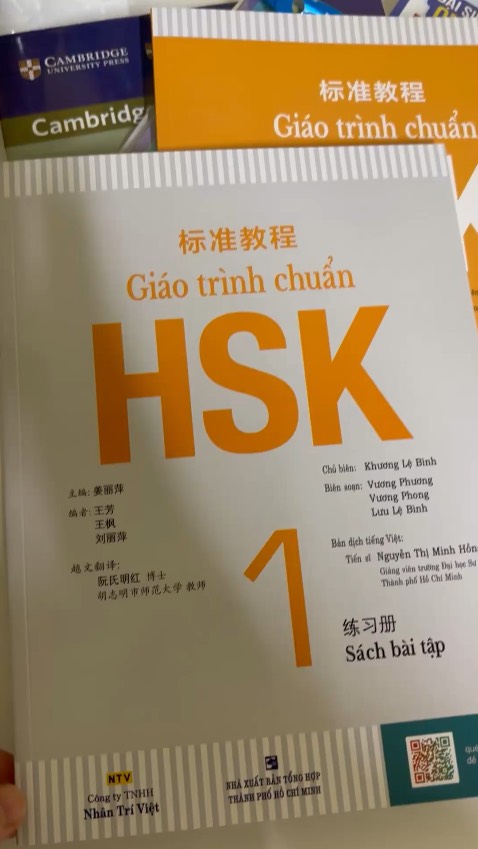 CAMBRIDGE
UNIVERSITY PRESS
标准教程
Giáo trình chuẩn
标准教程
Giáo trình chuẩn
HSK
主编: 姜丽萍
编者: 王芳
王枫
刘丽萍
越文翻译:
阮氏明红 博士
胡志明市师范大学 教师
Chủ biên: Khương Lệ Bình
Biên soạn: Vương Phương
Vương Phong
Lưu Lệ Bình
Bản dịch tiếng Việt:
Tiến sĩ Nguyễn Thị Minh
Giảng viên trường Đại học Sư
Thành phố Hồ Chí Minh
1
练习册
Sách bài tập
NTV
Công ty TNHH
Nhân Trí Việt
NHÀ XUẤT BẢN TỔNG HỢP
THÀNH PHỐ HỒ CHÍ MINH